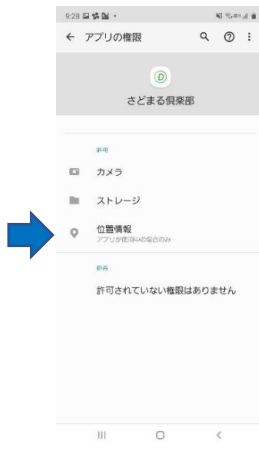 9:28
アプリの権限
さどまる倶楽部
許可
カメラ
ストレージ
位置情報
アプリが使用中の場合のみ
許可されていない権限はありません